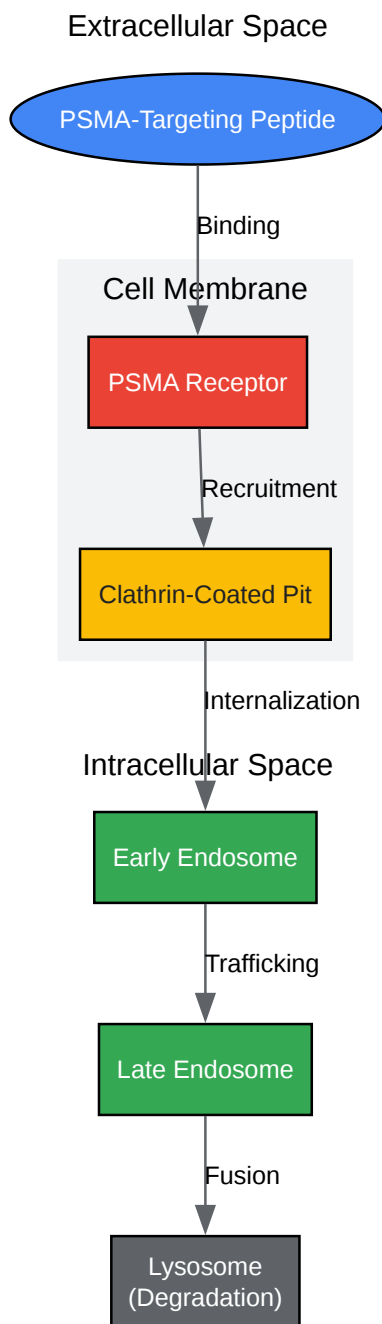 Extracellular Space
PSMA-Targeting Peptide
Binding
Cell Membrane
PSMA Receptor
Recruitment
Clathrin-Coated Pit
Internalization
Intracellular Space
Early Endosome
Trafficking
Late Endosome
Fusion
Lysosome
(Degradation)